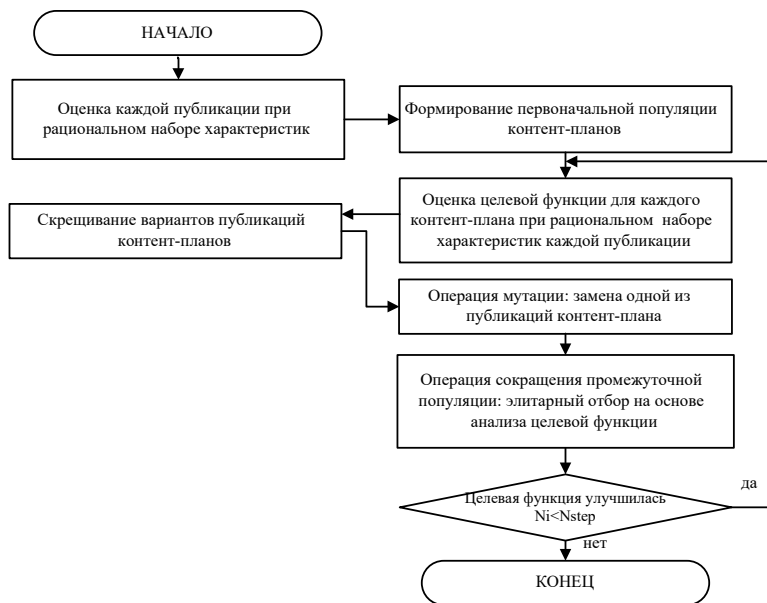 НАЧАЛО
Оценка каждой публикации при
рациональном наборе характеристик
Формирование первоначальной популяции
контент-планов
Оценка целевой функции для каждого
контент-плана при рациональном наборе
характеристик каждой публикации
Скрещивание вариантов публикаций
контент-планов
Операция мутации: замена одной из
публикаций контент-плана
Операция сокращения промежуточной
популяции: элитарный отбор на основе
анализа целевой функции
Целевая функция улучшилась
Ni<Nstep
да
нет
КОНЕЦ